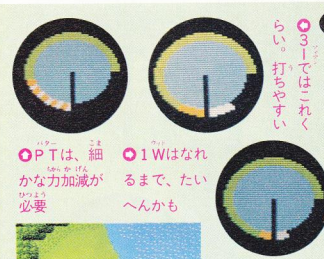 ✪3Iではこれく
らい。打ちやすい
✪PTは、細
かな力加減が
必要
✪1Wはなれ
るまで、たい
へんかも